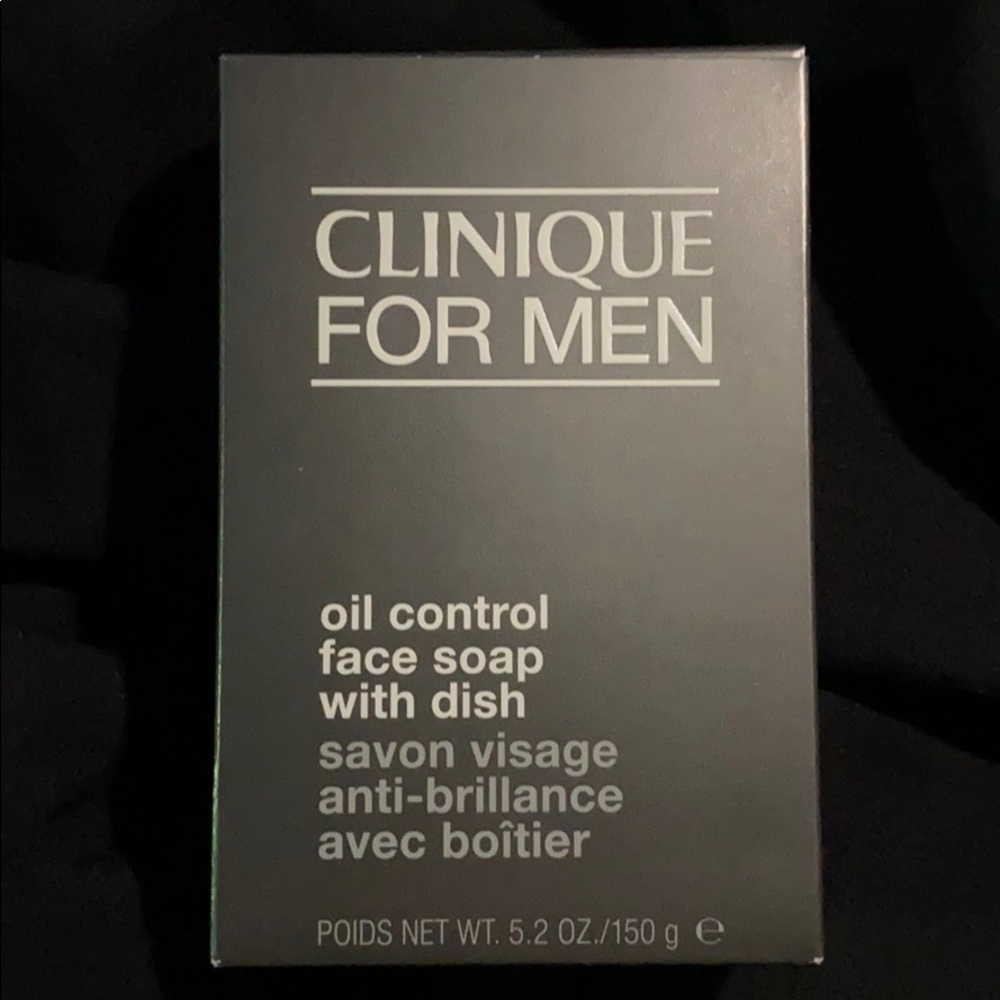 CLINIQUE
FOR MEN
oil control
face soap
with dish
savon visage
anti-brillance
avec boîtier
POIDS NET WT. 5.2 OZ./150 g ℮